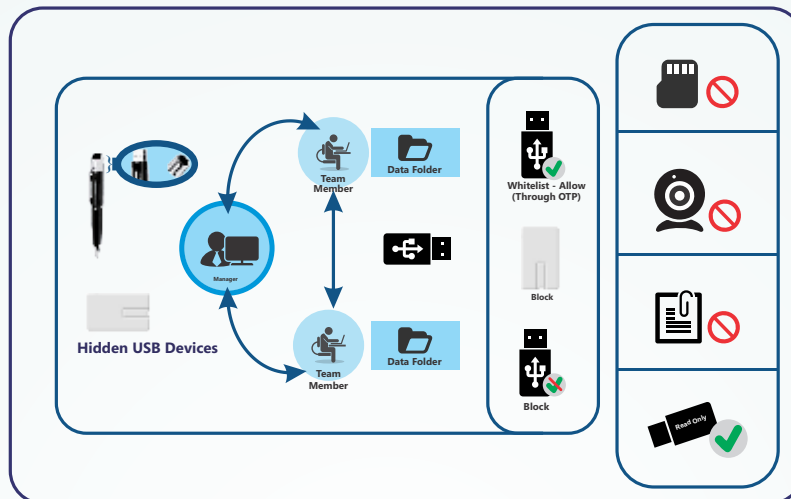 Team
Member
Data Folder
Manager
Hidden USB Devices
Team
Member
Data Folder
Whitelist - Allow
(Through OTP)
Block
Block
Read Only